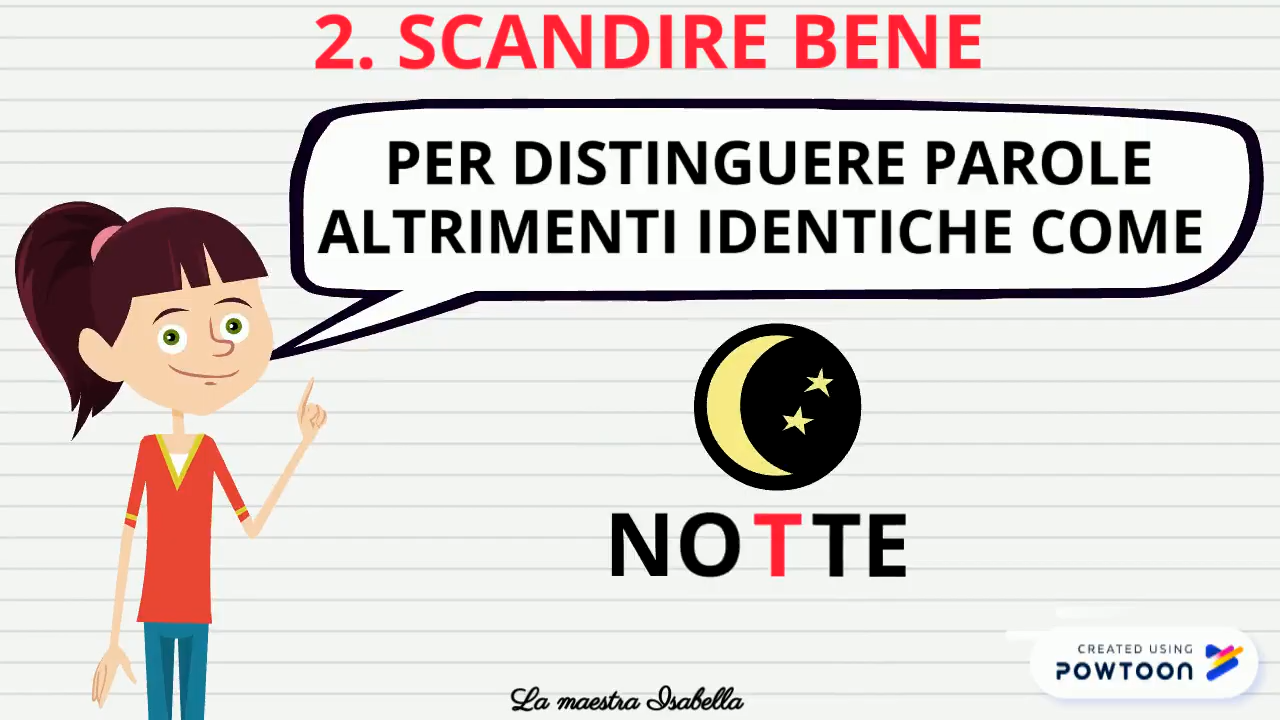 2. SCANDIRE BENE
PER DISTINGUERE PAROLE
ALTRIMENTI IDENTICHE COME
NOTTE
CREATED USING
POWTOON
La maestra Isabella